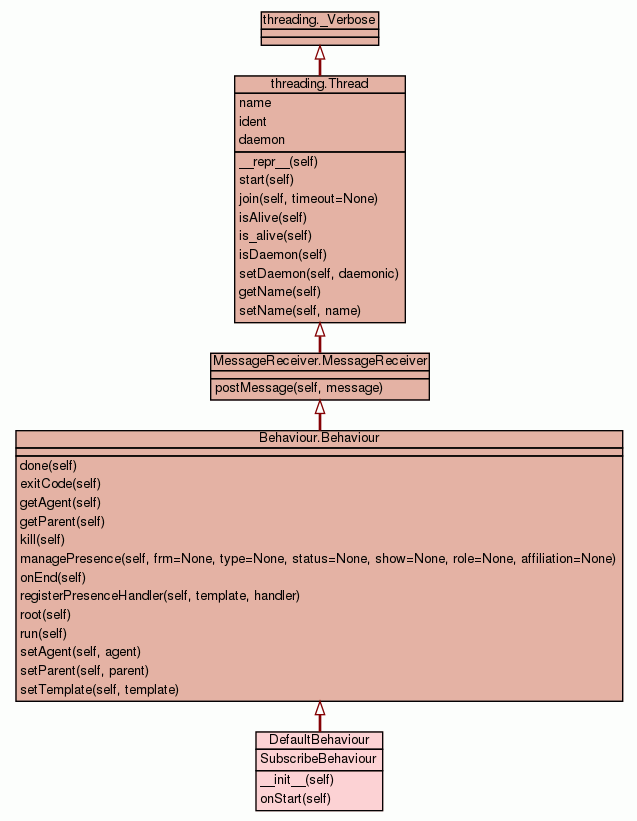 threading._Verbose
threading.Thread
name
ident
daemon
__repr__(self)
start(self)
join(self, timeout=None)
isAlive(self)
is_alive(self)
isDaemon(self)
setDaemon(self, daemonic)
getName(self)
setName(self, name)
MessageReceiver.MessageReceiver
postMessage(self, message)
Behaviour.Behaviour
done(self)
exitCode(self)
getAgent(self)
getParent(self)
kill(self)
managePresence(self, frm=None, type=None, status=None, show=None, role=None, affiliation=None)
onEnd(self)
registerPresenceHandler(self, template, handler)
root(self)
run(self)
setAgent(self, agent)
setParent(self, parent)
setTemplate(self, template)
DefaultBehaviour
SubscribeBehaviour
__init__(self)
onStart(self)